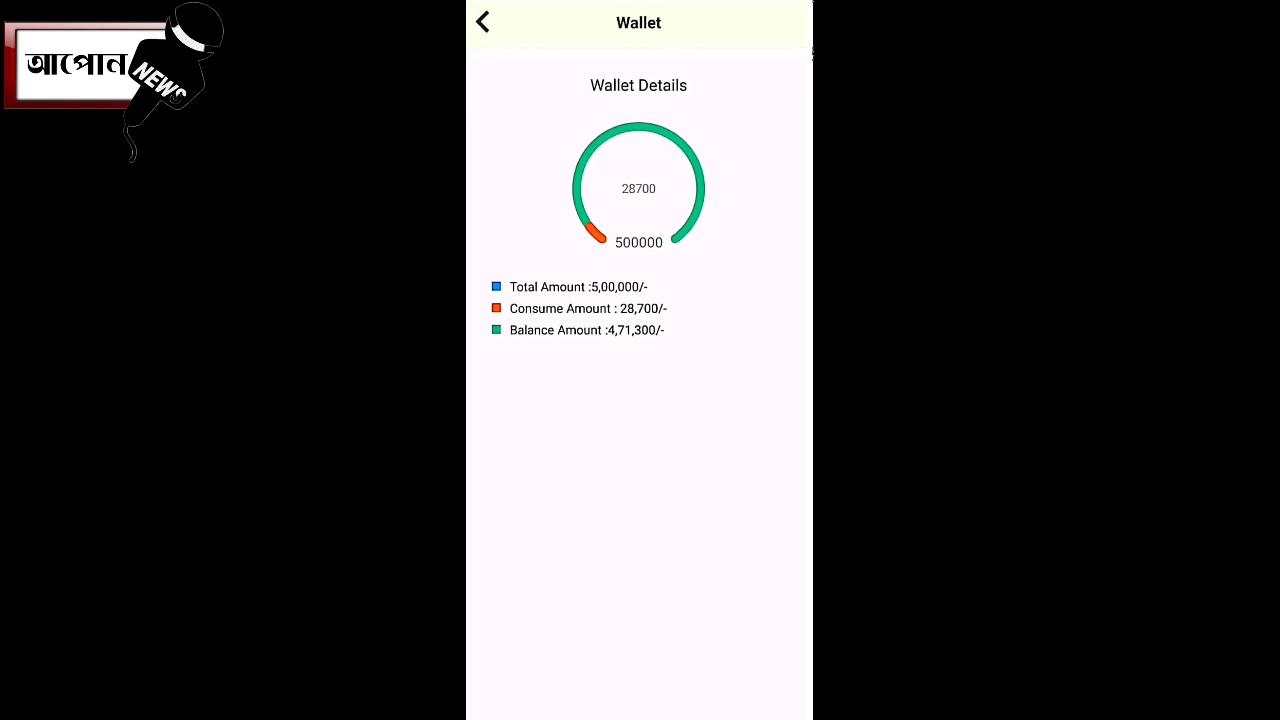 আপোন
NEWS
Wallet
Wallet Details
28700
500000
Total Amount :5,00,000/-
Consume Amount : 28,700/-
Balance Amount :4,71,300/-